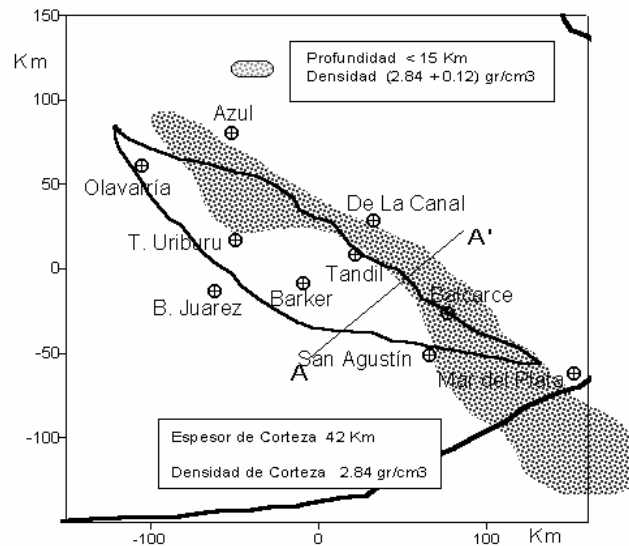 150
Km
Profundidad < 15 Km
Densidad (2.84 + 0.12) gr/cm3
100
Azul
50
Olavarría
De La Canal
T. Uriburu
A'
0
Tandil
B. Juarez
Barker
Balcarce
-50
San Agustín
A
Mar del Plata
-100
Espesor de Corteza 42 Km
Densidad de Corteza 2.84 gr/cm3
-100
0
100
Km